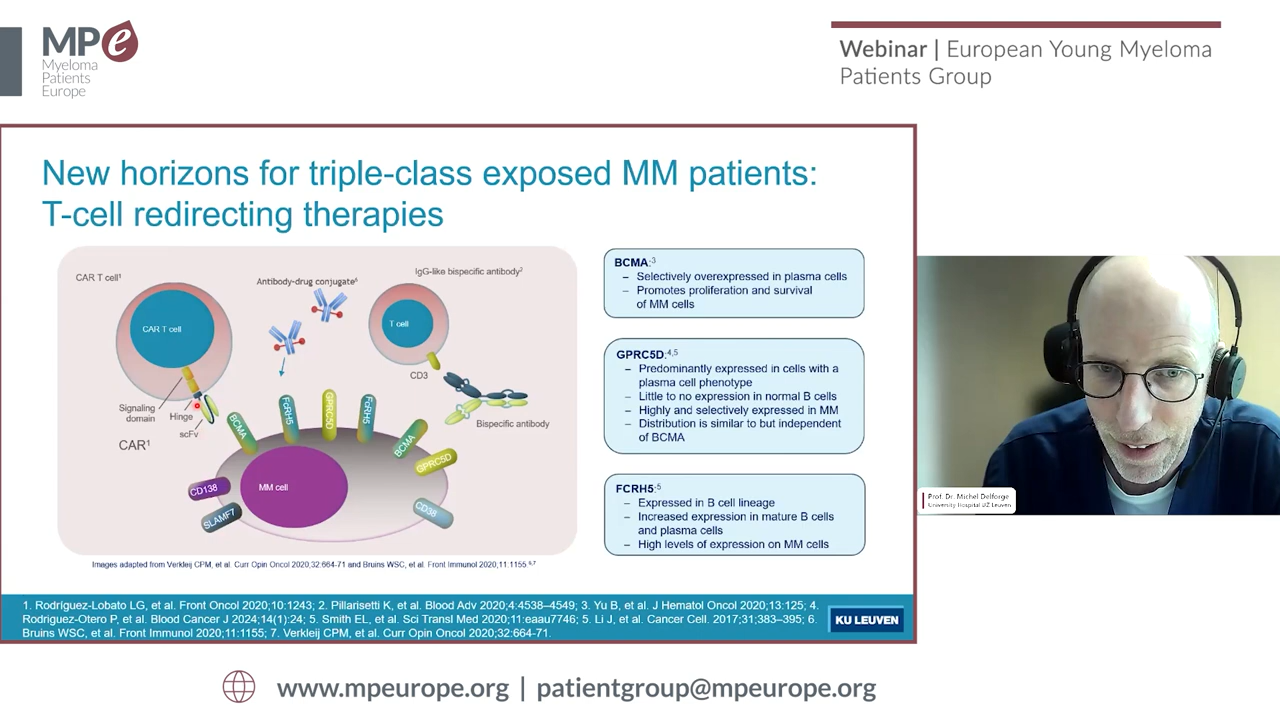 MPe
Myeloma
Patients
Europe
Webinar | European Young Myeloma
Patients Group
New horizons for triple-class exposed MM patients:
T-cell redirecting therapies
CAR T cell¹
Antibody-drug conjugate⁶
IgG-like bispecific antibody²
CAR T cell
T cell
CD3
Signaling
domain
Hinge
scFv
CAR¹
Bispecific antibody
BCMA
FcRH5
GPRC5D
FcRH5
BCMA
GPRC5D
CD138
SLAMF7
MM cell
CD38
Images adapted from Verkleij CPM, et al. Curr Opin Oncol 2020;32:664-71 and Bruins WSC, et al. Front Immunol 2020;11:1155.⁶,⁷
BCMA:³
– Selectively overexpressed in plasma cells
– Promotes proliferation and survival
of MM cells
GPRC5D:⁴,⁵
– Predominantly expressed in cells with a
plasma cell phenotype
– Little to no expression in normal B cells
– Highly and selectively expressed in MM
– Distribution is similar to but independent
of BCMA
FCRH5:⁵
– Expressed in B cell lineage
– Increased expression in mature B cells
and plasma cells
– High levels of expression on MM cells
1. Rodríguez-Lobato LG, et al. Front Oncol 2020;10:1243; 2. Pillarisetti K, et al. Blood Adv 2020;4:4538–4549; 3. Yu B, et al. J Hematol Oncol 2020;13:125; 4.
Rodriguez-Otero P, et al. Blood Cancer J 2024;14(1):24; 5. Smith EL, et al. Sci Transl Med 2020;11:eaau7746; 5. Li J, et al. Cancer Cell. 2017;31;383–395; 6.
Bruins WSC, et al. Front Immunol 2020;11:1155; 7. Verkleij CPM, et al. Curr Opin Oncol 2020;32:664-71.
KU LEUVEN
Prof. Dr. Michel Delforge
University Hospital UZ Leuven
www.mpeurope.org | patientgroup@mpeurope.org